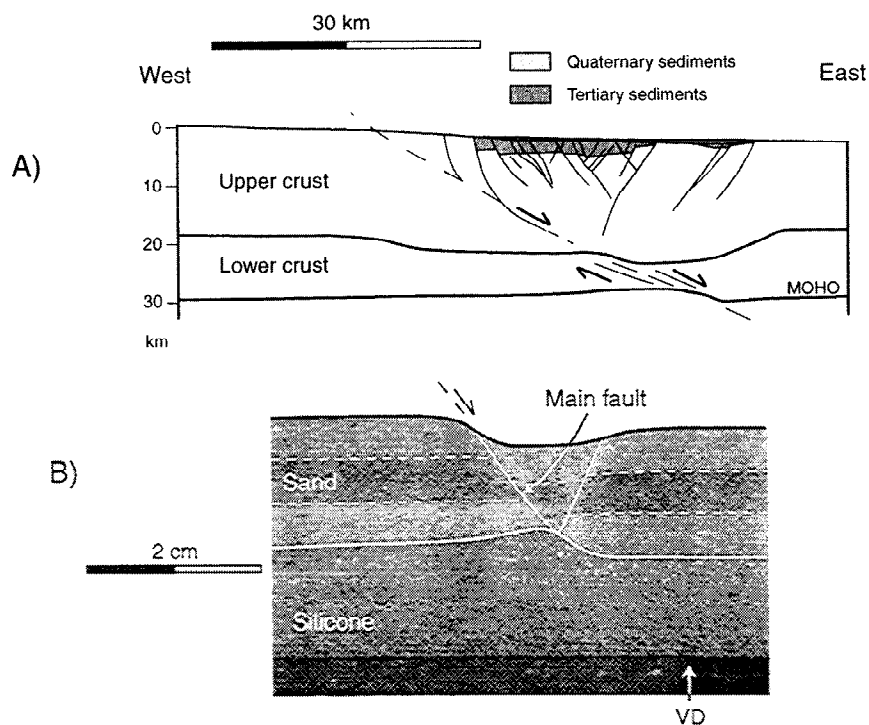 30 km
West
Quaternary sediments
East
Tertiary sediments
A)
0
10
20
30
km
Upper crust
Lower crust
MOHO
B)
Main fault
Sand
2 cm
Silicone
VD